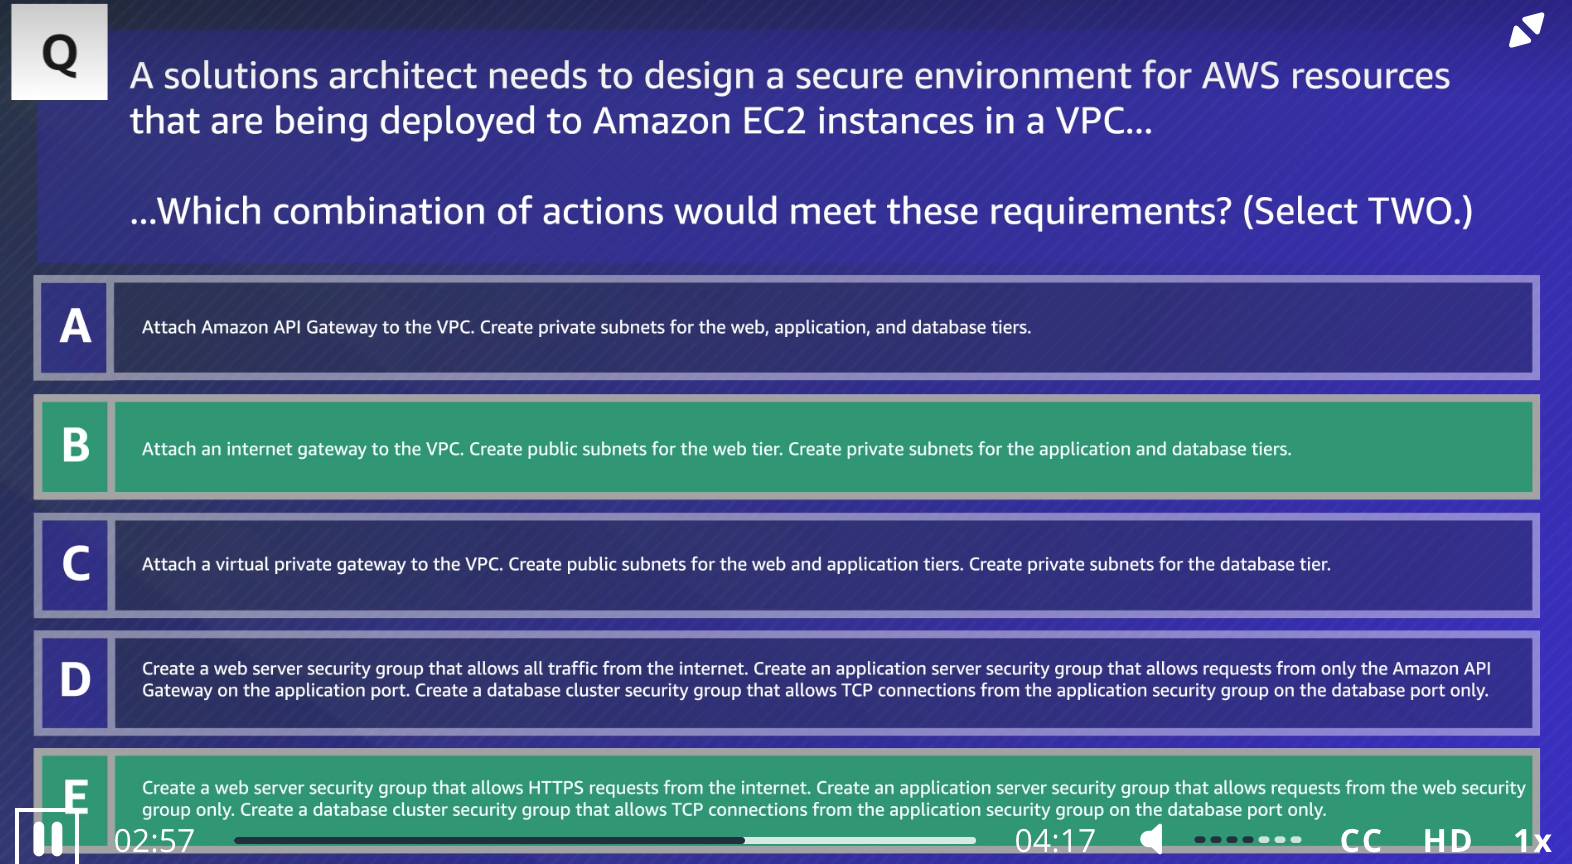 Q
A solutions architect needs to design a secure environment for AWS resources
that are being deployed to Amazon EC2 instances in a VPC...
...Which combination of actions would meet these requirements? (Select TWO.)
A
Attach Amazon API Gateway to the VPC. Create private subnets for the web, application, and database tiers.
B
Attach an internet gateway to the VPC. Create public subnets for the web tier. Create private subnets for the application and database tiers.
C
Attach a virtual private gateway to the VPC. Create public subnets for the web and application tiers. Create private subnets for the database tier.
D
Create a web server security group that allows all traffic from the internet. Create an application server security group that allows requests from only the Amazon API
Gateway on the application port. Create a database cluster security group that allows TCP connections from the application security group on the database port only.
E
Create a web server security group that allows HTTPS requests from the internet. Create an application server security group that allows requests from the web security
group only. Create a database cluster security group that allows TCP connections from the application security group on the database port only.
02:57 04:17 CC HD 1x